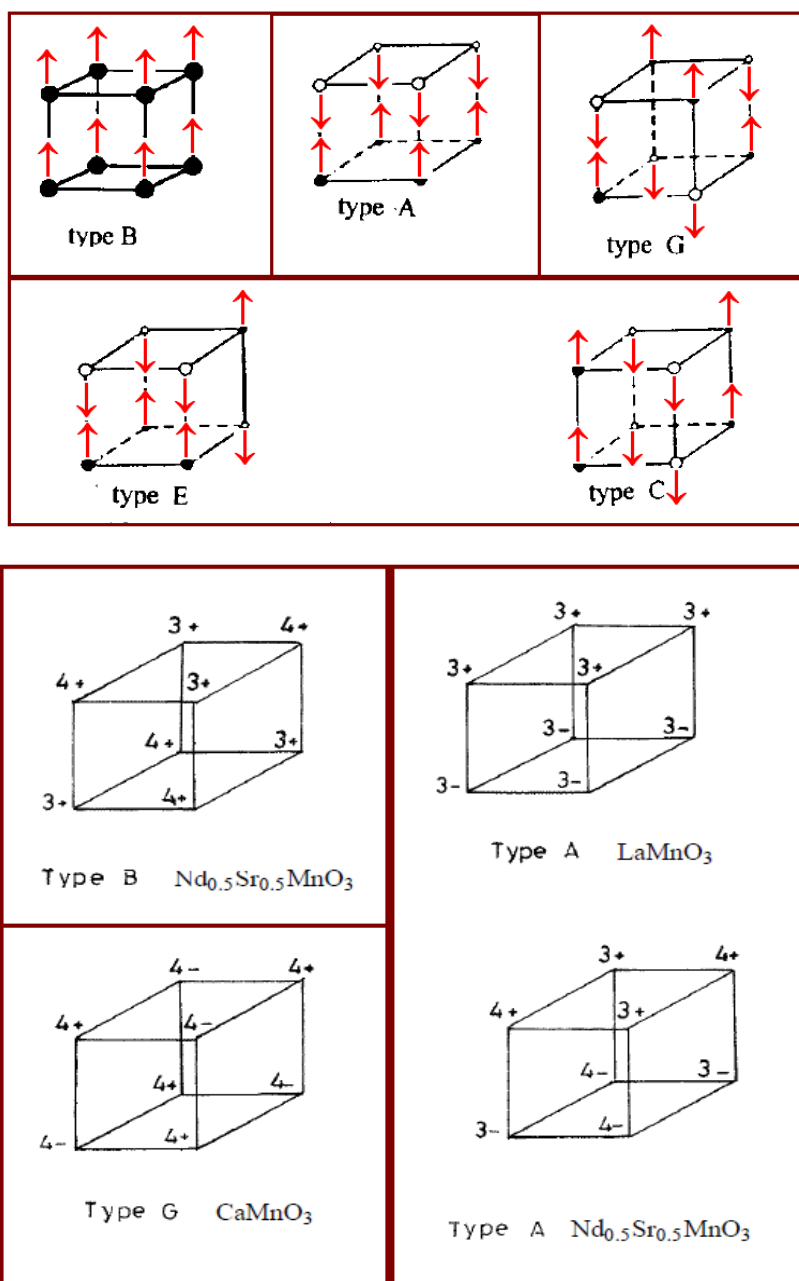 type B
type A
type G
type E
type C
3+ 4+
4+ 3+
4+ 3+
3+ 4+
Type B Nd0.5Sr0.5MnO3
3+ 3+
3+ 3+
3- 3-
3- 3-
Type A LaMnO3
4- 4+
4+ 4-
4+ 4-
4- 4+
Type G CaMnO3
3+ 4+
4+ 3+
4- 3-
3- 4-
Type A Nd0.5Sr0.5MnO3